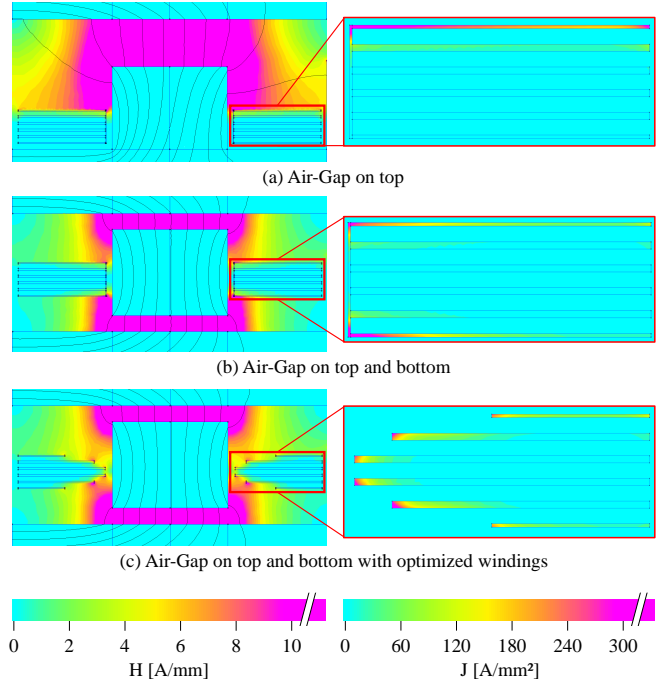 (a) Air-Gap on top
(b) Air-Gap on top and bottom
(c) Air-Gap on top and bottom with optimized windings
0 2 4 6 8 10
H [A/mm]
0 60 120 180 240 300
J [A/mm²]